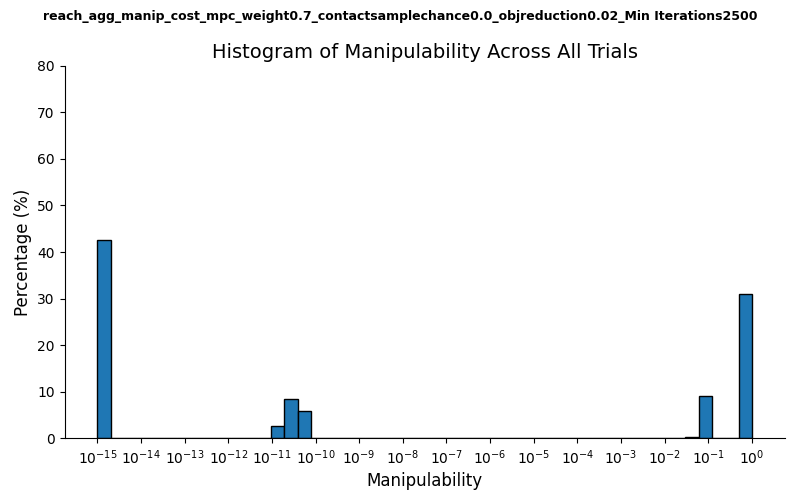 reach_agg_manip_cost_mpc_weight0.7_contactsamplechance0.0_objreduction0.02_Min Iterations2500
Histogram of Manipulability Across All Trials
80
70
60
50
40
30
20
10
0
Percentage (%)
10⁻¹⁵ 10⁻¹⁴ 10⁻¹³ 10⁻¹² 10⁻¹¹ 10⁻¹⁰ 10⁻⁹ 10⁻⁸ 10⁻⁷ 10⁻⁶ 10⁻⁵ 10⁻⁴ 10⁻³ 10⁻² 10⁻¹ 10⁰
Manipulability